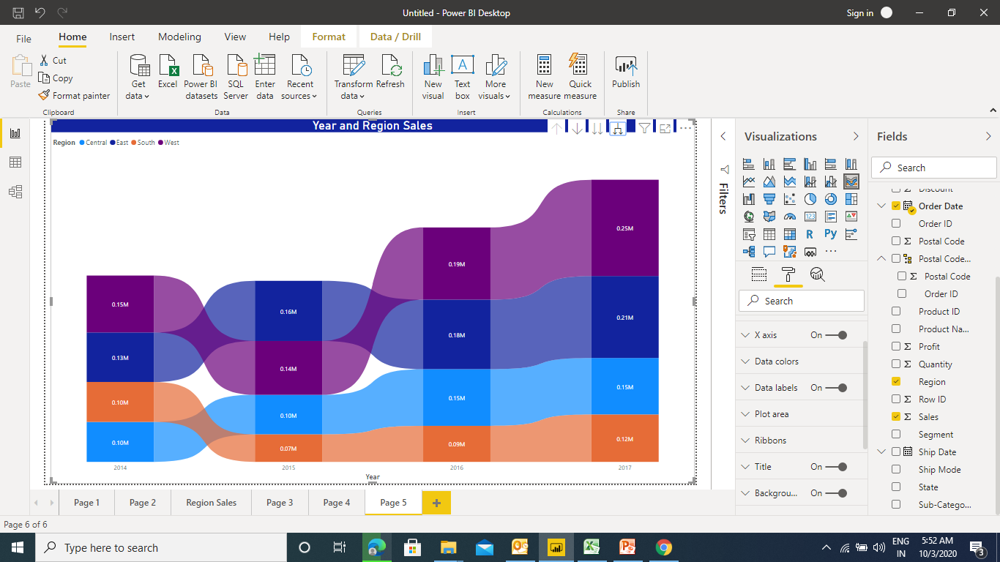 Untitled - Power BI Desktop
Sign in
File Home Insert Modeling View Help Format Data / Drill
Paste
Cut
Copy
Format painter
Clipboard
Get data
Excel
Power BI datasets
SQL Server
Enter data
Recent sources
Data
Transform data
Refresh
Queries
New visual
Text box
More visuals
Insert
New measure
Quick measure
Calculations
Publish
Share
Year and Region Sales
Region Central East South West
0.15M
0.13M
0.10M
0.10M
0.16M
0.14M
0.10M
0.07M
0.19M
0.18M
0.15M
0.09M
0.25M
0.21M
0.15M
0.12M
2014 2015 2016 2017
Year
Filters
Visualizations
123
R
Py
Search
X axis On
Data colors
Data labels On
Plot area
Ribbons
Title On
Backgrou... On
Fields
Search
Discount
Order Date
Order ID
Postal Code
Postal Code...
Postal Code
Order ID
Product ID
Product Na...
Profit
Quantity
Region
Row ID
Sales
Segment
Ship Date
Ship Mode
State
Sub-Catego...
Page 1 Page 2 Region Sales Page 3 Page 4 Page 5
Page 6 of 6
Type here to search
ENG
IN
5:52 AM
10/3/2020
3